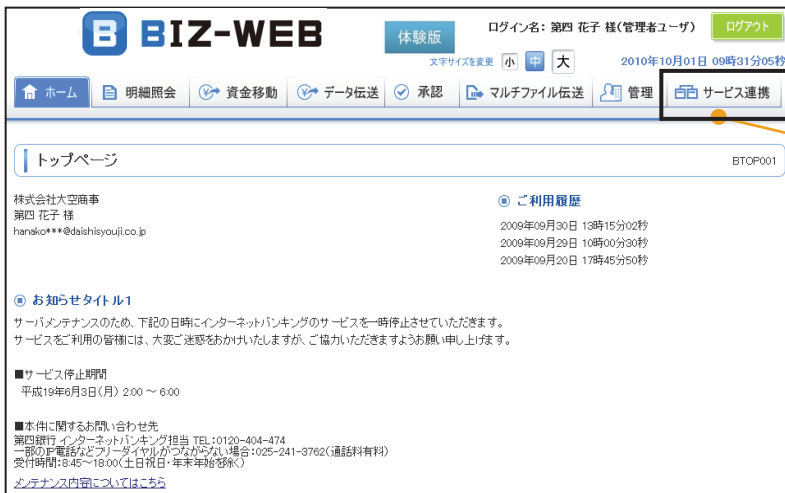 B BIZ-WEB
体験版
ログイン名: 第四 花子 様(管理者ユーザ)
ログアウト
文字サイズを変更 小 中 大
2010年10月01日 09時31分05秒
ホーム
明細照会
資金移動
データ伝送
承認
マルチファイル伝送
管理
サービス連携
トップページ
BTOP001
株式会社大空商事
第四 花子 様
hanako***@daishisyouji.co.jp
ご利用履歴
2009年09月30日 13時15分02秒
2009年09月29日 10時00分30秒
2009年09月20日 17時45分50秒
お知らせタイトル1
サーバメンテナンスのため、下記の日時にインターネットバンキングのサービスを一時停止させていただきます。
サービスをご利用の皆様には、大変ご迷惑をおかけいたしますが、ご協力いただきますようお願い申し上げます。
■サービス停止期間
平成19年6月3日(月) 2:00 ～ 6:00
■本件に関するお問い合わせ先
第四銀行 インターネットバンキング担当 TEL:0120-404-474
一部のIP電話などフリーダイヤルがつながらない場合:025-241-3762(通話料有料)
受付時間:8:45～18:00(土日祝日・年末年始を除く)
メンテナンス内容についてはこちら